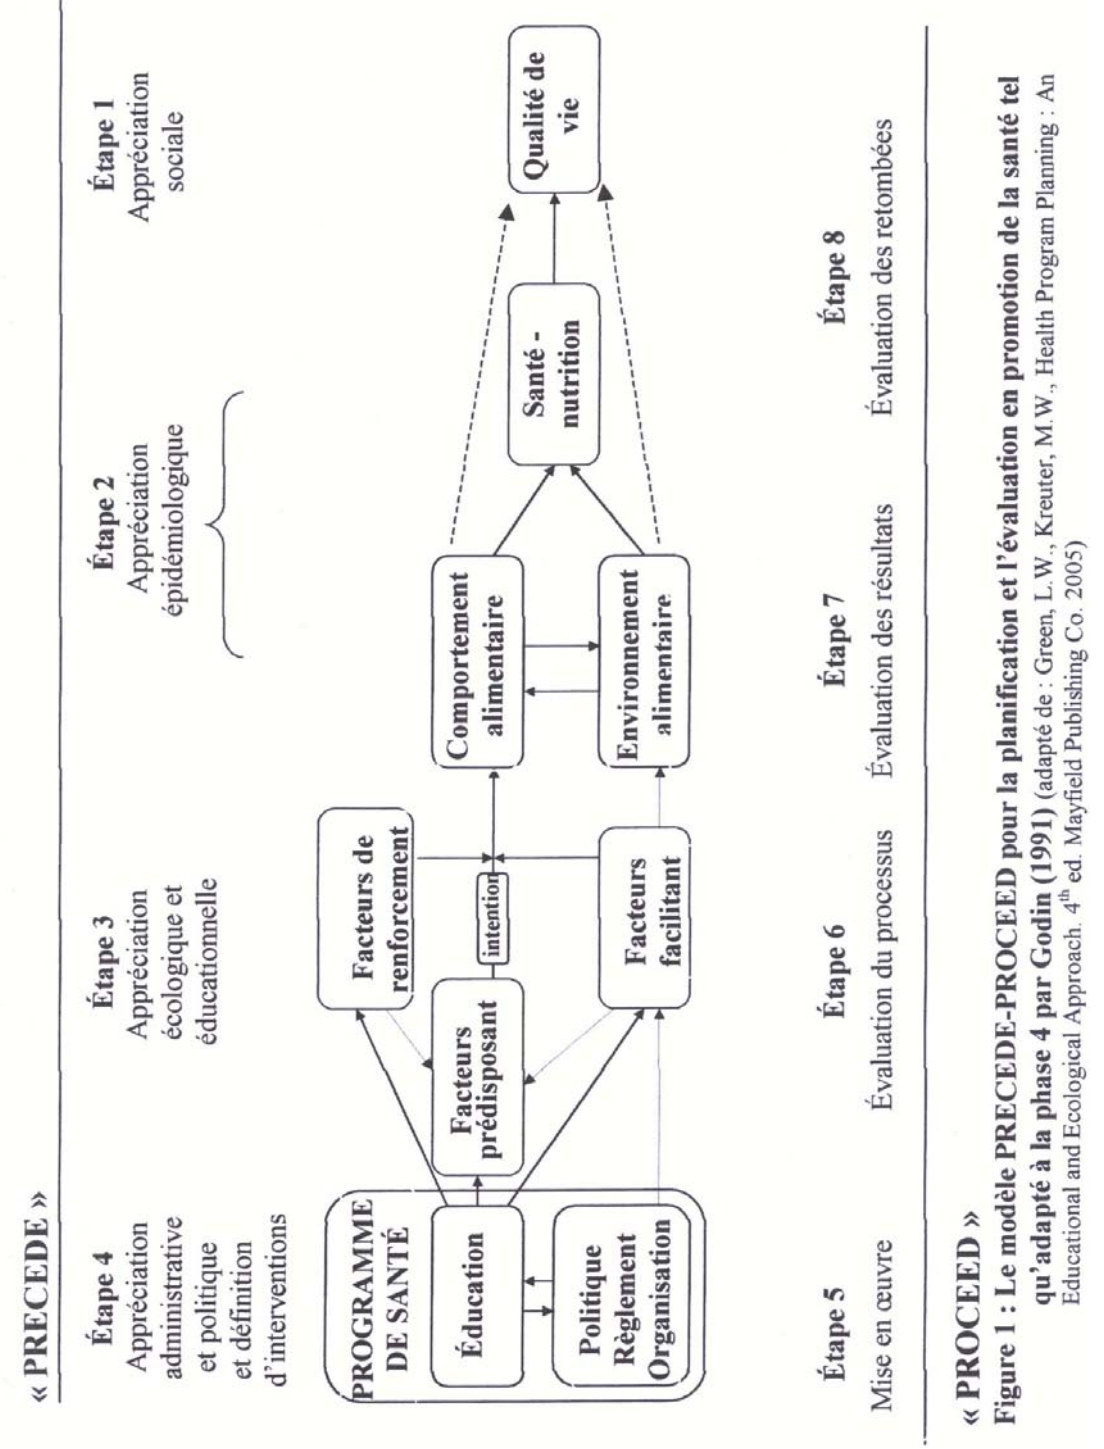 « PRECEDE »
Étape 4
Appréciation
administrative
et politique
et définition
d'interventions
Étape 3
Appréciation
écologique et
éducationnelle
Étape 2
Appréciation
épidémiologique
Étape 1
Appréciation
sociale
PROGRAMME
DE SANTÉ
Éducation
Politique
Règlement
Organisation
Facteurs de
renforcement
Facteurs
prédisposant
intention
Facteurs
facilitant
Comportement
alimentaire
Environnement
alimentaire
Santé -
nutrition
Qualité de
vie
Étape 5
Mise en œuvre
Étape 6
Évaluation du processus
Étape 7
Évaluation des résultats
Étape 8
Évaluation des retombées
« PROCEED »
Figure 1 : Le modèle PRECEDE-PROCEED pour la planification et l'évaluation en promotion de la santé tel
qu'adapté à la phase 4 par Godin (1991) (adapté de : Green, L.W., Kreuter, M.W., Health Program Planning : An
Educational and Ecological Approach. 4th ed. Mayfield Publishing Co. 2005)